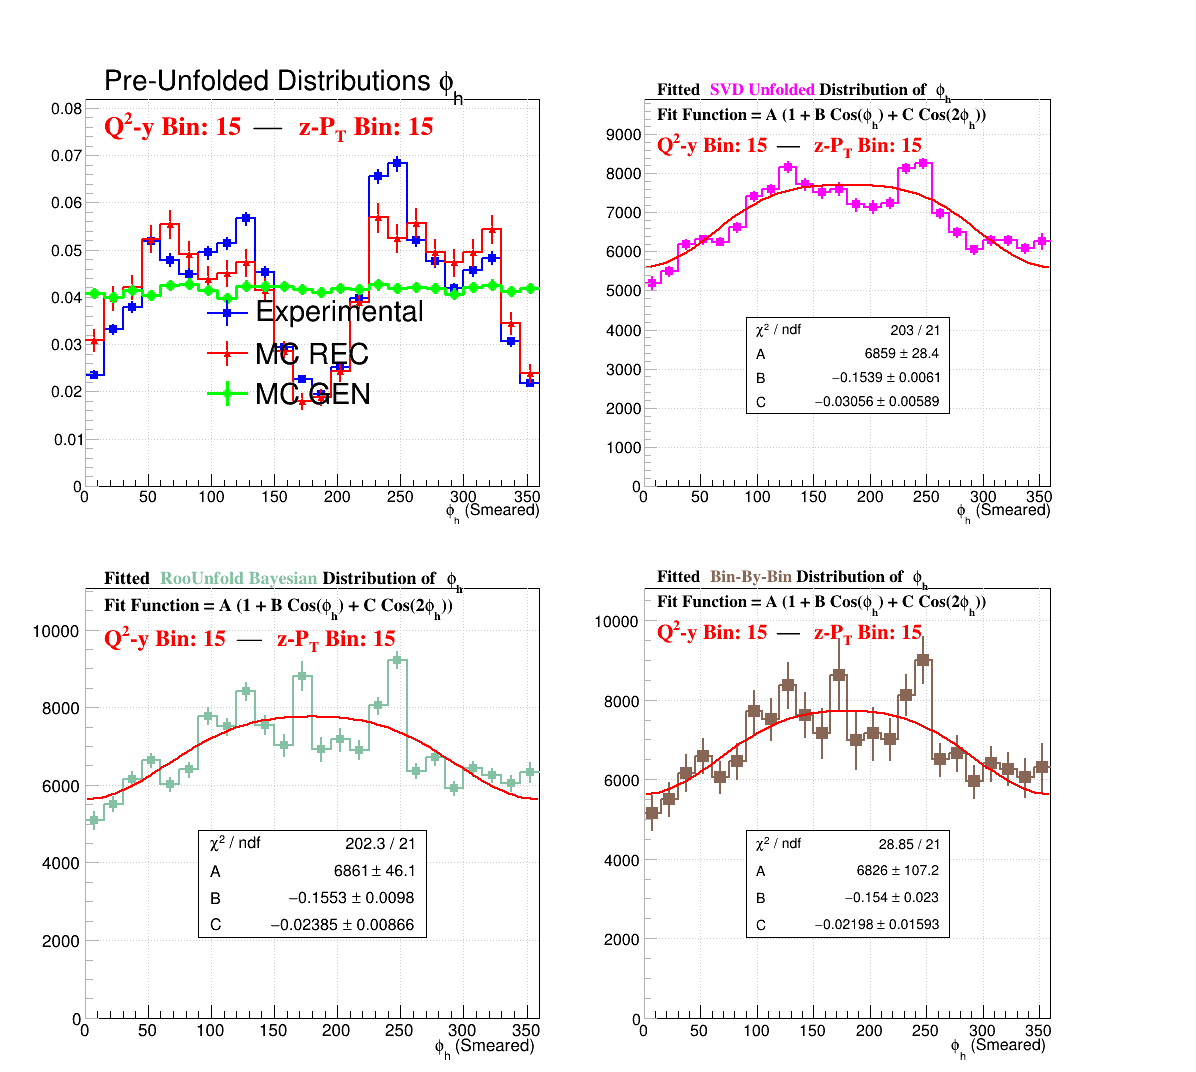 Pre-Unfolded Distributions ϕh
Q2-y Bin: 15 — z-PT Bin: 15
0.08
0.07
0.06
0.05
0.04
0.03
0.02
0.01
0
Experimental
MC REC
MC GEN
0 50 100 150 200 250 300 350
ϕh (Smeared)
Fitted SVD Unfolded Distribution of ϕh
Fit Function = A (1 + B Cos(ϕh) + C Cos(2ϕh))
Q2-y Bin: 15 — z-PT Bin: 15
9000
8000
7000
6000
5000
4000
3000
2000
1000
0
χ2 / ndf 203 / 21
A 6859 ± 28.4
B −0.1539 ± 0.0061
C −0.03056 ± 0.00589
0 50 100 150 200 250 300 350
ϕh (Smeared)
Fitted RooUnfold Bayesian Distribution of ϕh
Fit Function = A (1 + B Cos(ϕh) + C Cos(2ϕh))
Q2-y Bin: 15 — z-PT Bin: 15
10000
8000
6000
4000
2000
0
χ2 / ndf 202.3 / 21
A 6861 ± 46.1
B −0.1553 ± 0.0098
C −0.02385 ± 0.00866
0 50 100 150 200 250 300 350
ϕh (Smeared)
Fitted Bin-By-Bin Distribution of ϕh
Fit Function = A (1 + B Cos(ϕh) + C Cos(2ϕh))
Q2-y Bin: 15 — z-PT Bin: 15
10000
8000
6000
4000
2000
0
χ2 / ndf 28.85 / 21
A 6826 ± 107.2
B −0.154 ± 0.023
C −0.02198 ± 0.01593
0 50 100 150 200 250 300 350
ϕh (Smeared)